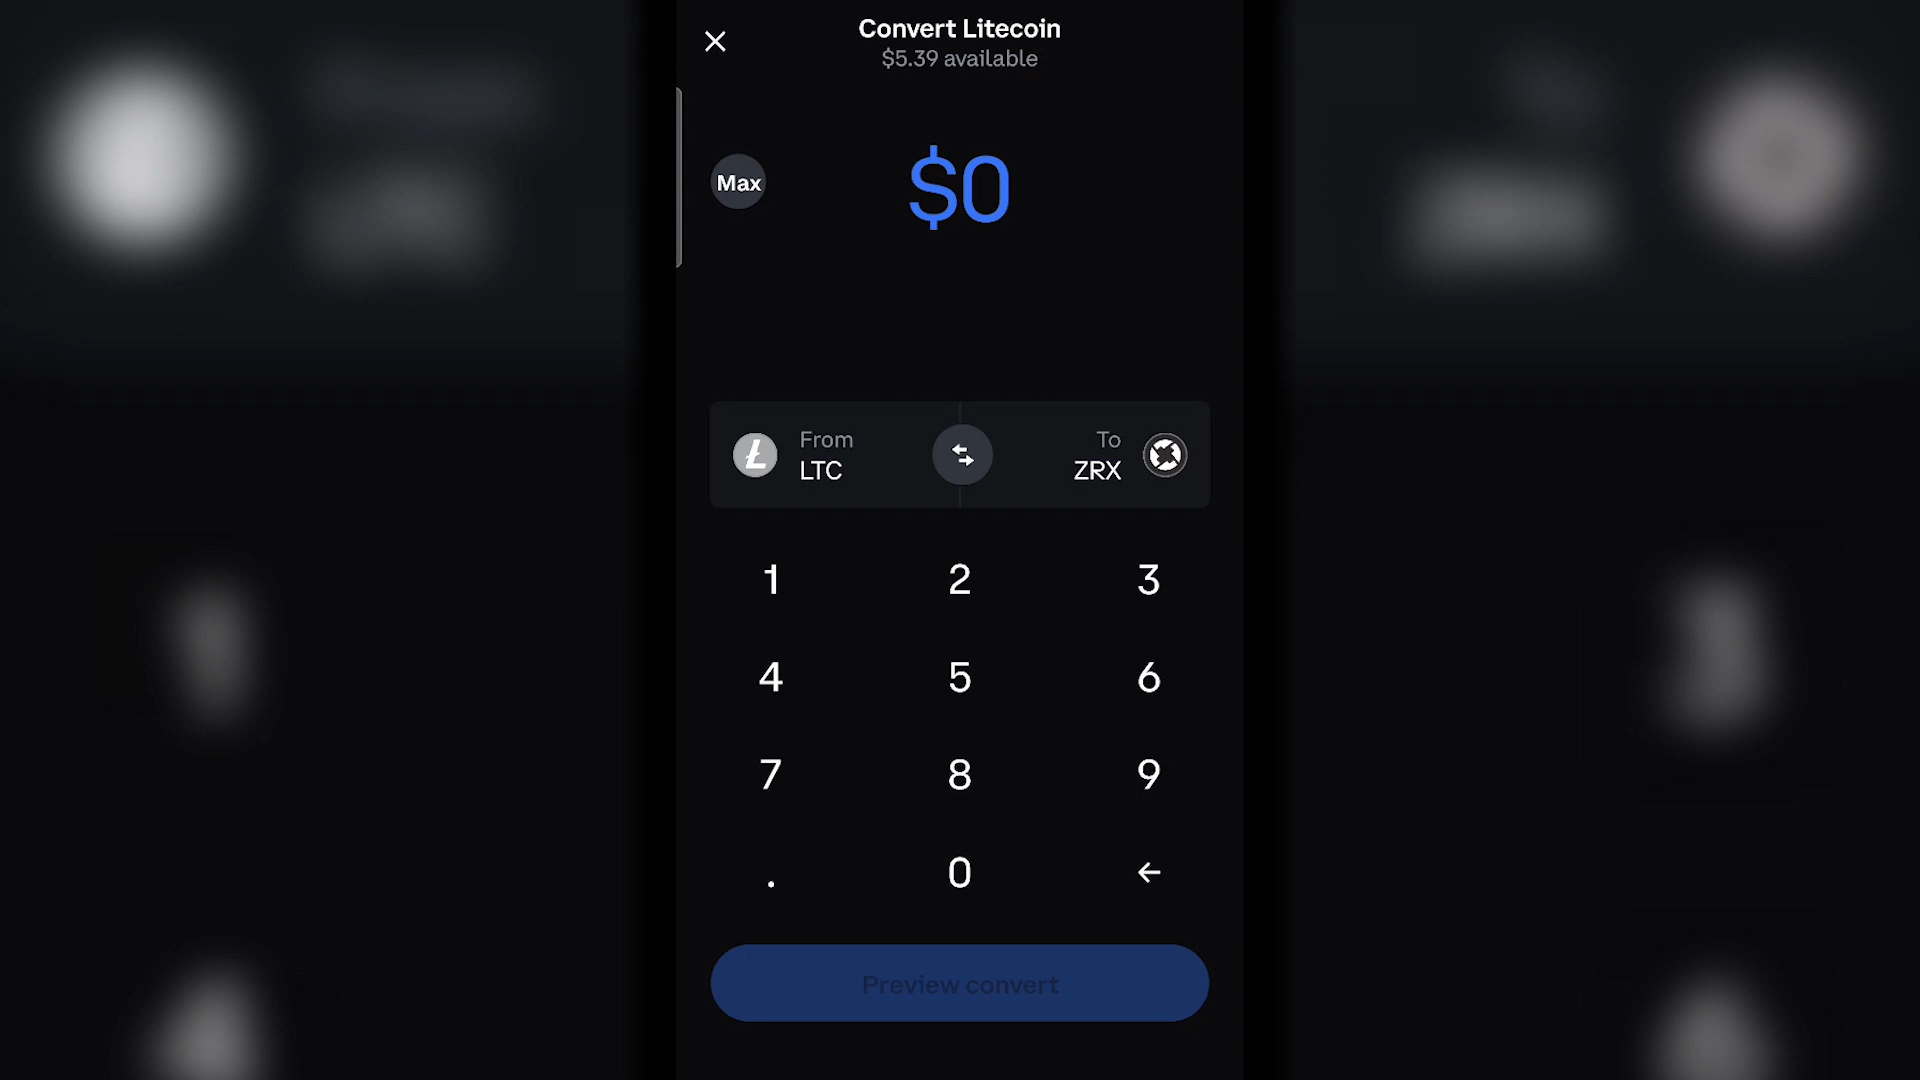 Convert Litecoin
$5.39 available
Max
$0
From
LTC
To
ZRX
1 2 3
4 5 6
7 8 9
. 0 ←
Preview convert